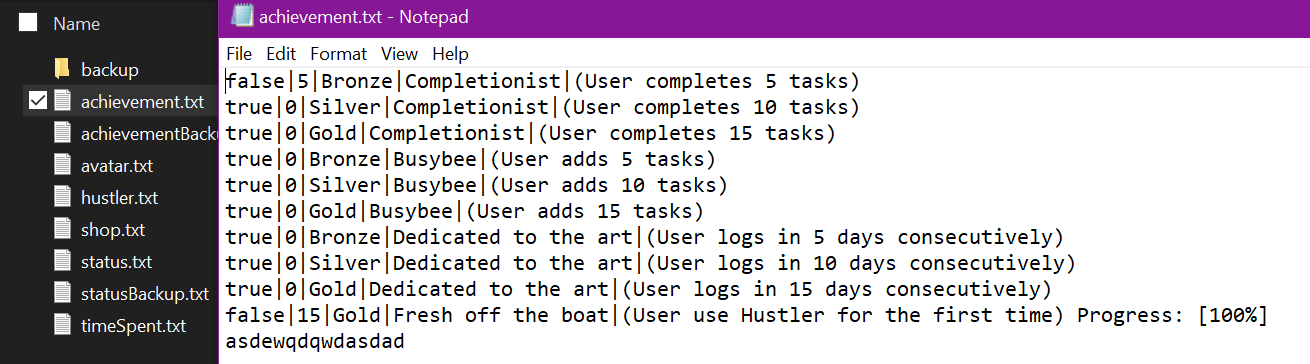 Name
backup
achievement.txt
achievementBack
avatar.txt
hustler.txt
shop.txt
status.txt
statusBackup.txt
timeSpent.txt
achievement.txt - Notepad
File Edit Format View Help
false|5|Bronze|Completionist|(User completes 5 tasks)
true|0|Silver|Completionist|(User completes 10 tasks)
true|0|Gold|Completionist|(User completes 15 tasks)
true|0|Bronze|Busybee|(User adds 5 tasks)
true|0|Silver|Busybee|(User adds 10 tasks)
true|0|Gold|Busybee|(User adds 15 tasks)
true|0|Bronze|Dedicated to the art|(User logs in 5 days consecutively)
true|0|Silver|Dedicated to the art|(User logs in 10 days consecutively)
true|0|Gold|Dedicated to the art|(User logs in 15 days consecutively)
false|15|Gold|Fresh off the boat|(User use Hustler for the first time) Progress: [100%]
asdewqdqwdasdad